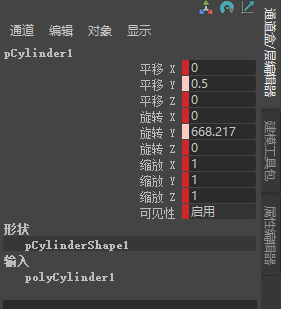 通道 编辑 对象 显示
pCylinder1
平移 X 0
平移 Y 0.5
平移 Z 0
旋转 X 0
旋转 Y 668.217
旋转 Z 0
缩放 X 1
缩放 Y 1
缩放 Z 1
可见性 启用
形状
pCylinderShape1
输入
polyCylinder1
通道盒/层编辑器
建模工具包
属性编辑器